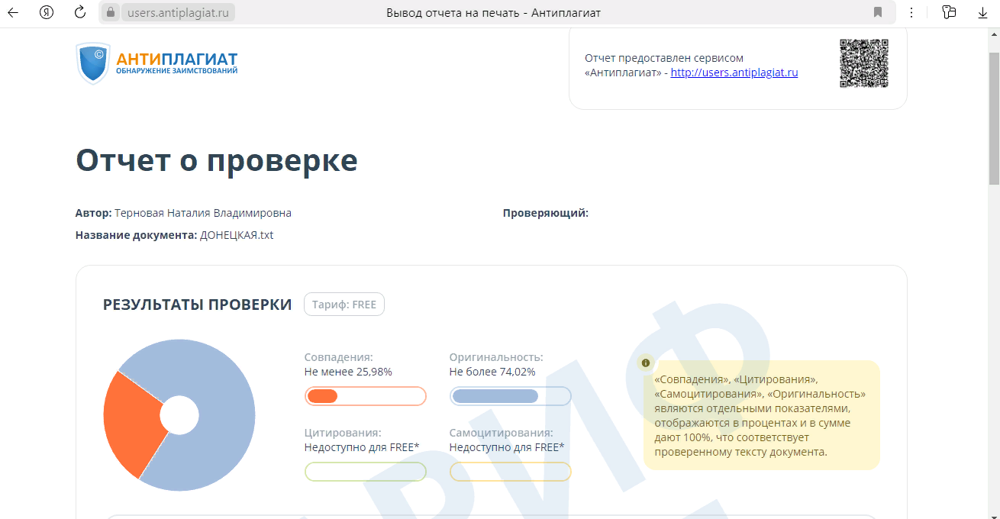 users.antiplagiat.ru
Вывод отчета на печать - Антиплагиат
АНТИПЛАГИАТ
ОБНАРУЖЕНИЕ ЗАИМСТВОВАНИЙ
Отчет предоставлен сервисом
«Антиплагиат» - http://users.antiplagiat.ru
Отчет о проверке
Автор: Терновая Наталия Владимировна
Проверяющий:
Название документа: ДОНЕЦКАЯ.txt
РЕЗУЛЬТАТЫ ПРОВЕРКИ
Тариф: FREE
Совпадения:
Не менее 25,98%
Оригинальность:
Не более 74,02%
Цитирования:
Недоступно для FREE*
Самоцитирования:
Недоступно для FREE*
«Совпадения», «Цитирования»,
«Самоцитирования», «Оригинальность»
являются отдельными показателями,
отображаются в процентах и в сумме
дают 100%, что соответствует
проверенному тексту документа.
РИФ